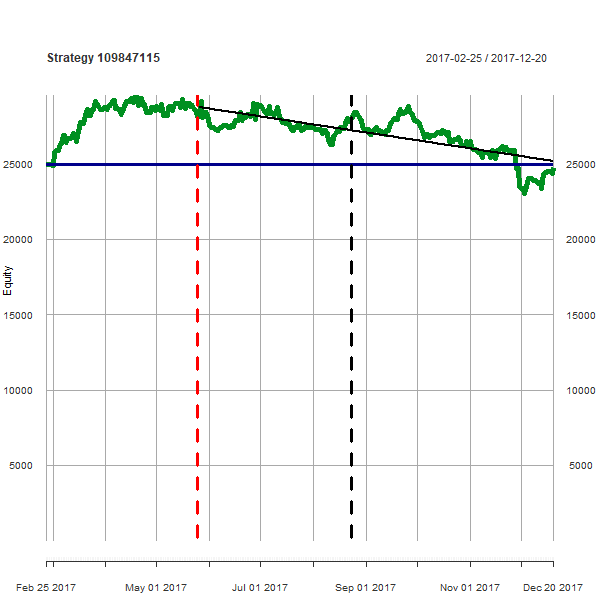 Strategy 109847115
2017-02-25 / 2017-12-20
25000
20000
15000
10000
5000
25000
20000
15000
10000
5000
Equity
Feb 25 2017
May 01 2017
Jul 01 2017
Sep 01 2017
Nov 01 2017
Dec 20 2017